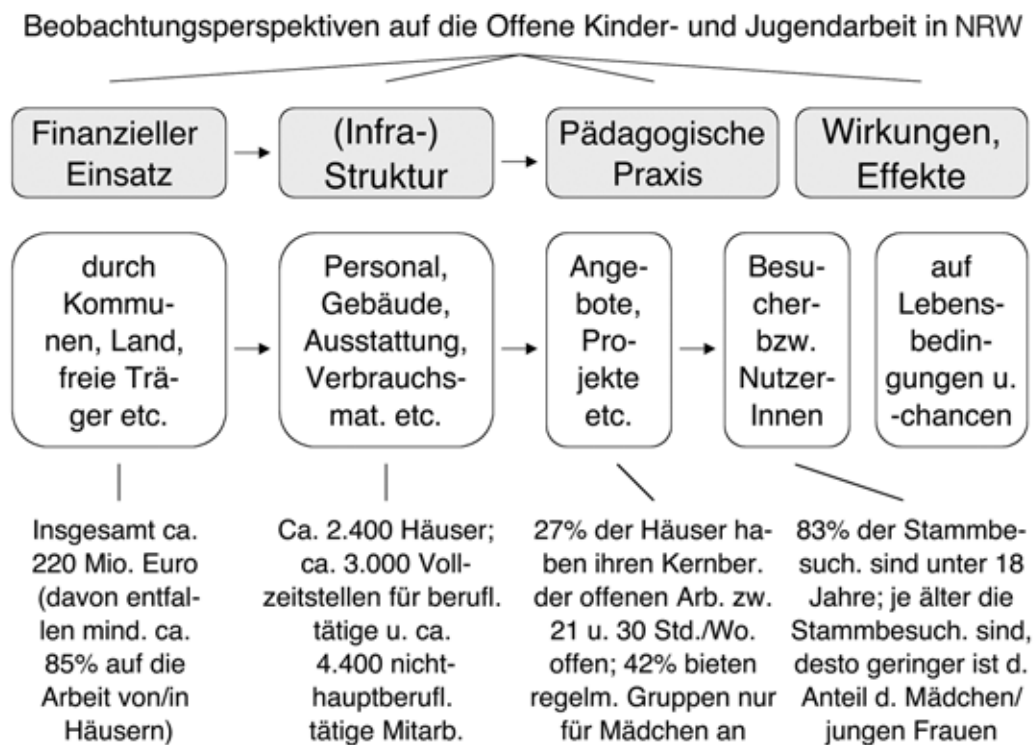 Beobachtungsperspektiven auf die Offene Kinder- und Jugendarbeit in NRW
Finanzieller
Einsatz
(Infra-)
Struktur
Pädagogische
Praxis
Wirkungen,
Effekte
durch
Kommu-
nen, Land,
freie Trä-
ger etc.
Personal,
Gebäude,
Ausstattung,
Verbrauchs-
mat. etc.
Ange-
bote,
Pro-
jekte
etc.
Besu-
cher-
bzw.
Nutzer-
Innen
auf
Lebens-
bedin-
gungen u.
-chancen
Insgesamt ca.
220 Mio. Euro
(davon entfal-
len mind. ca.
85% auf die
Arbeit von/in
Häusern)
Ca. 2.400 Häuser;
ca. 3.000 Voll-
zeitstellen für berufl.
tätige u. ca.
4.400 nicht-
hauptberufl.
tätige Mitarb.
27% der Häuser ha-
ben ihren Kernber.
der offenen Arb. zw.
21 u. 30 Std./Wo.
offen; 42% bieten
regelm. Gruppen nur
für Mädchen an
83% der Stammbe-
such. sind unter 18
Jahre; je älter die
Stammbesuch. sind,
desto geringer ist d.
Anteil d. Mädchen/
jungen Frauen